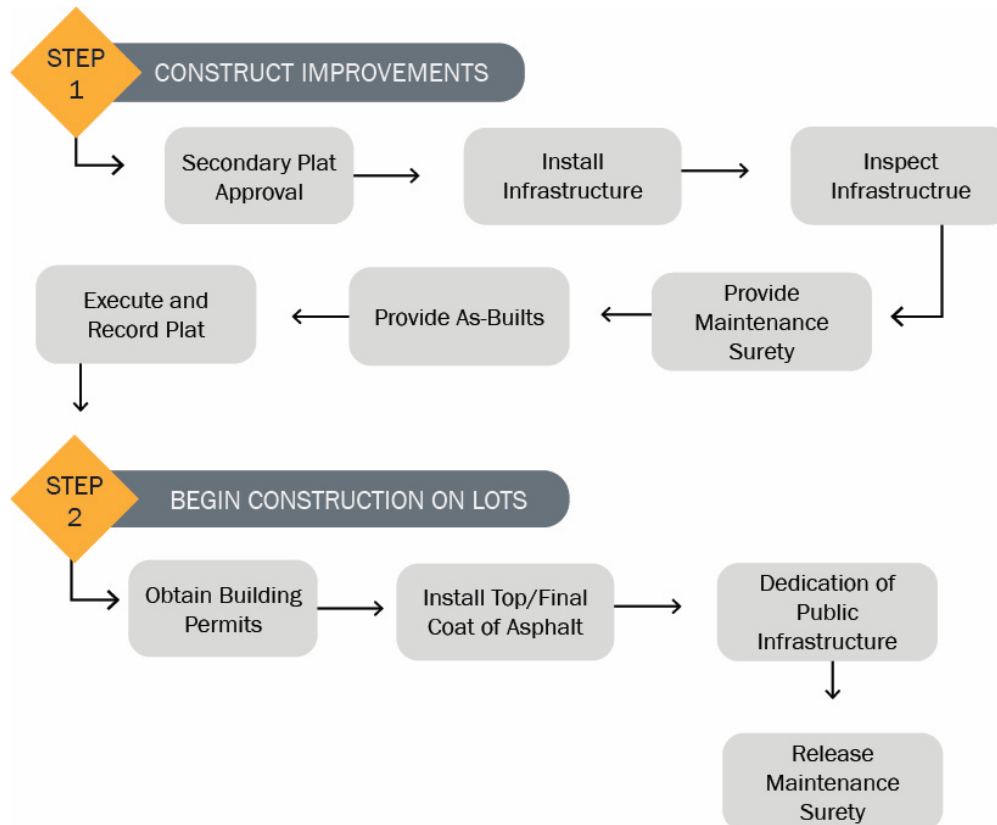 STEP
1
CONSTRUCT IMPROVEMENTS
Secondary Plat
Approval
Install
Infrastructure
Inspect
Infrastructrue
Provide
Maintenance
Surety
Provide As-Builts
Execute and
Record Plat
STEP
2
BEGIN CONSTRUCTION ON LOTS
Obtain Building
Permits
Install Top/Final
Coat of Asphalt
Dedication of
Public
Infrastructure
Release
Maintenance
Surety